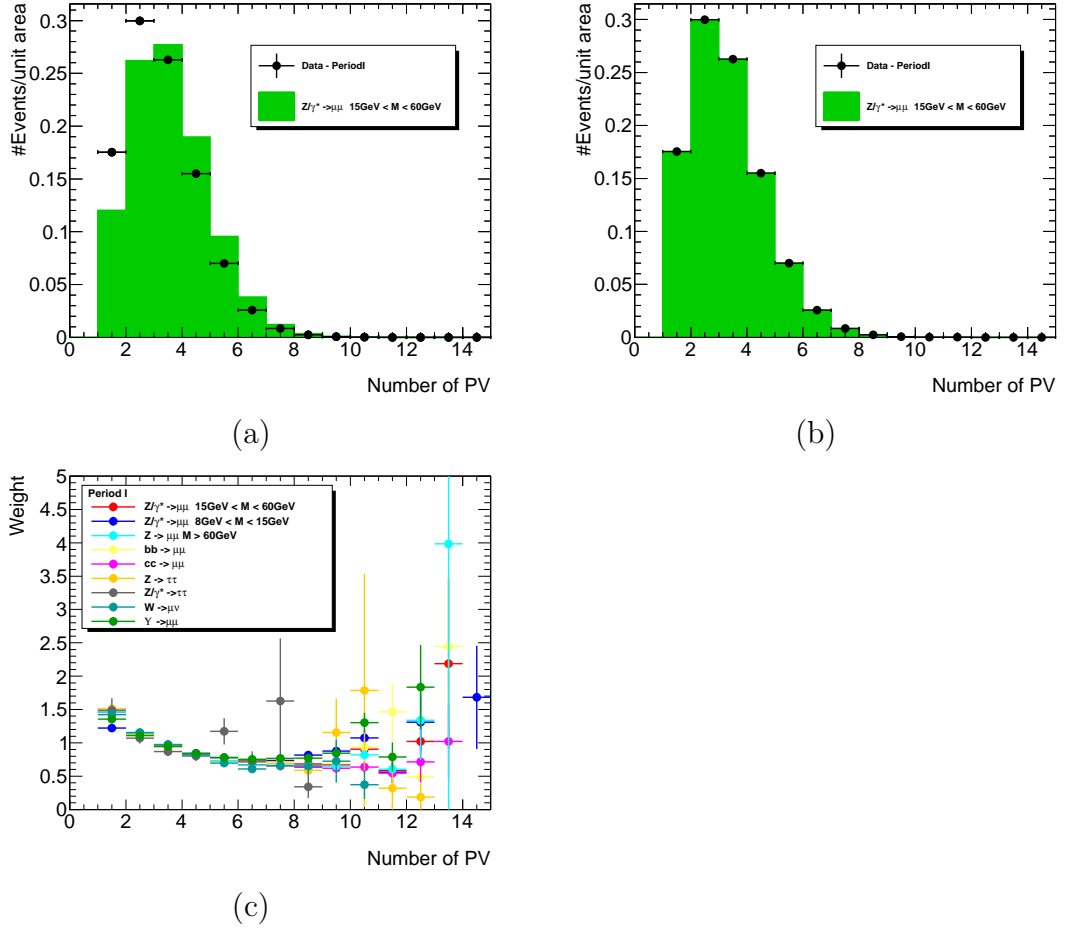 #Events/unit area
0.3
0.25
0.2
0.15
0.1
0.05
0
Data - PeriodI
Z/γ* ->μμ 15GeV < M < 60GeV
0 2 4 6 8 10 12 14
Number of PV
(a)
#Events/unit area
0.3
0.25
0.2
0.15
0.1
0.05
0
Data - PeriodI
Z/γ* ->μμ 15GeV < M < 60GeV
0 2 4 6 8 10 12 14
Number of PV
(b)
Weight
5
4.5
4
3.5
3
2.5
2
1.5
1
0.5
0
Period I
Z/γ* ->μμ 15GeV < M < 60GeV
Z/γ* ->μμ 8GeV < M < 15GeV
Z -> μμ M > 60GeV
bb -> μμ
cc -> μμ
Z -> ττ
Z/γ* ->ττ
W ->μν
Υ ->μμ
0 2 4 6 8 10 12 14
Number of PV
(c)